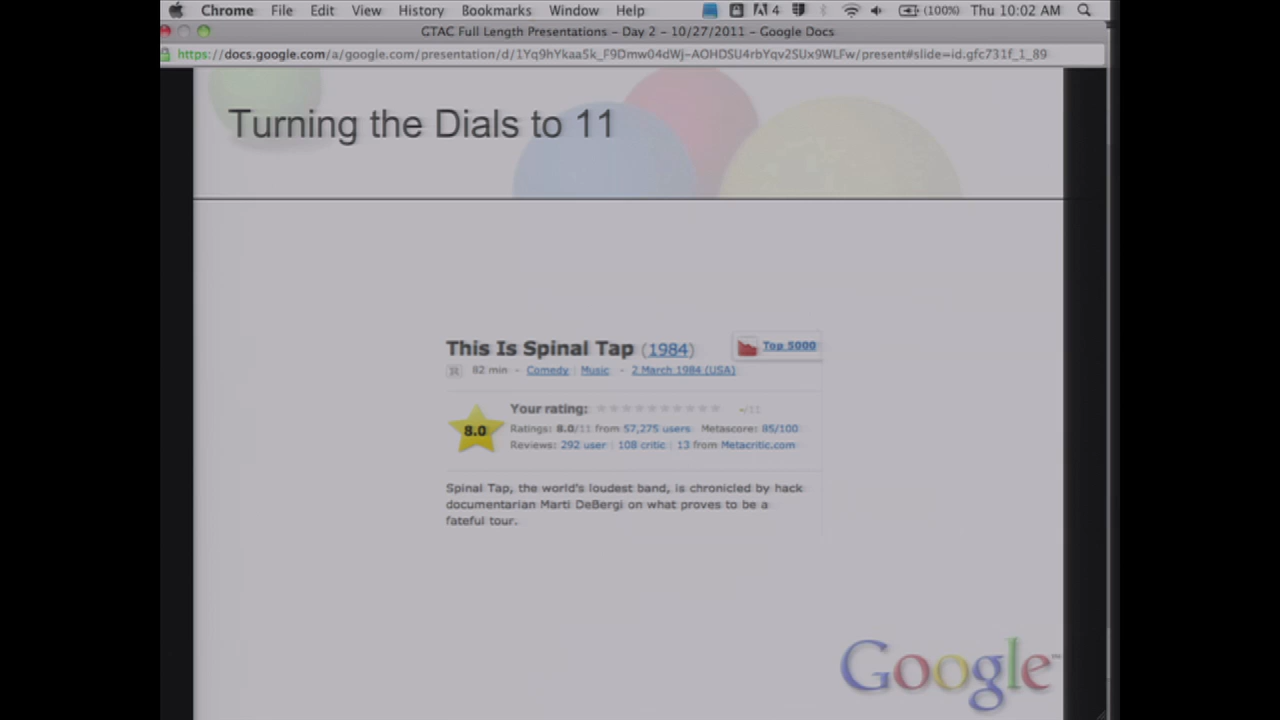 Chrome File Edit View History Bookmarks Window Help 4 (100%) Thu 10:02 AM
GTAC Full Length Presentations – Day 2 – 10/27/2011 – Google Docs
https://docs.google.com/a/google.com/presentation/d/1Yq9hYkaa5k_F9Dmw04dWj-AOHDSU4rbYqv2SUx9WLFw/present#slide=id.gfc731f_1_89
Turning the Dials to 11
This Is Spinal Tap (1984) Top 5000
R 82 min - Comedy | Music - 2 March 1984 (USA)
Your rating: -/11
8.0
Ratings: 8.0/11 from 57,275 users Metascore: 85/100
Reviews: 292 user | 108 critic | 13 from Metacritic.com
Spinal Tap, the world's loudest band, is chronicled by hack
documentarian Marti DeBergi on what proves to be a
fateful tour.
Google™